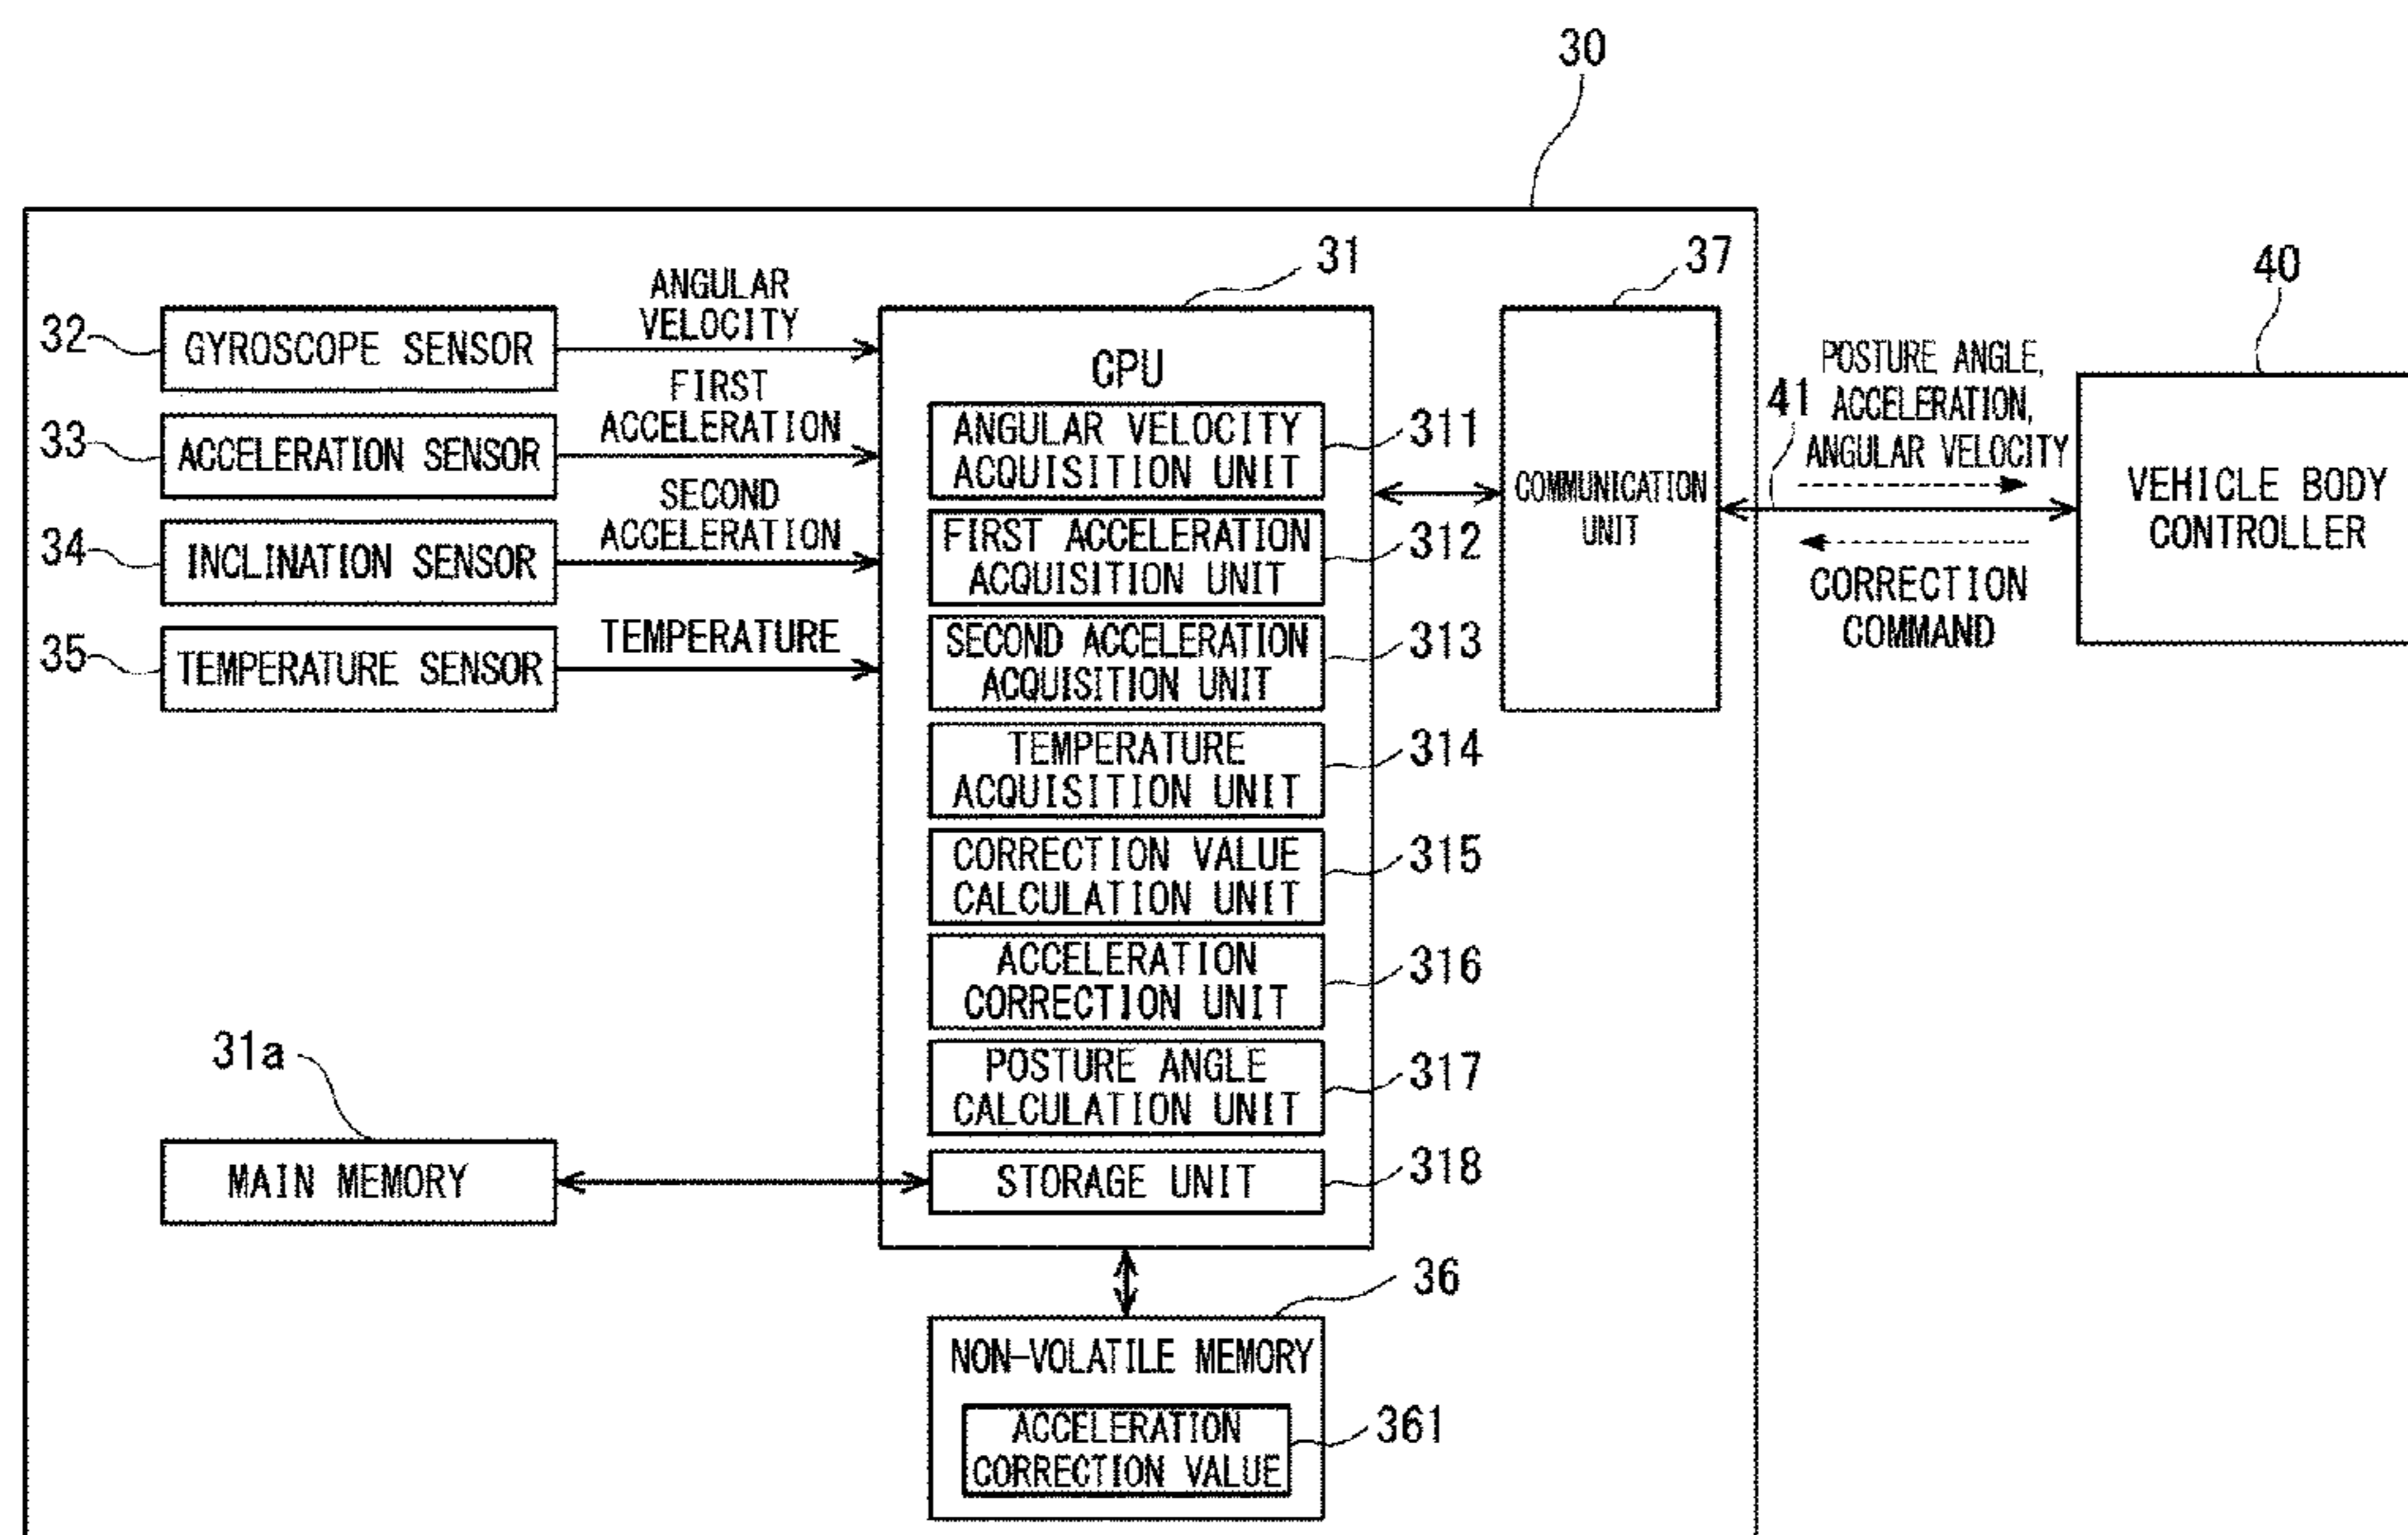 30
31
37
40
32
GYROSCOPE SENSOR
ANGULAR
VELOCITY
33
ACCELERATION SENSOR
FIRST
ACCELERATION
34
INCLINATION SENSOR
SECOND
ACCELERATION
35
TEMPERATURE SENSOR
TEMPERATURE
CPU
ANGULAR VELOCITY
ACQUISITION UNIT
311
FIRST ACCELERATION
ACQUISITION UNIT
312
SECOND ACCELERATION
ACQUISITION UNIT
313
TEMPERATURE
ACQUISITION UNIT
314
CORRECTION VALUE
CALCULATION UNIT
315
ACCELERATION
CORRECTION UNIT
316
POSTURE ANGLE
CALCULATION UNIT
317
STORAGE UNIT
318
COMMUNICATION
UNIT
41
POSTURE ANGLE,
ACCELERATION,
ANGULAR VELOCITY
CORRECTION
COMMAND
VEHICLE BODY
CONTROLLER
31a
MAIN MEMORY
36
NON-VOLATILE MEMORY
ACCELERATION
CORRECTION VALUE
361